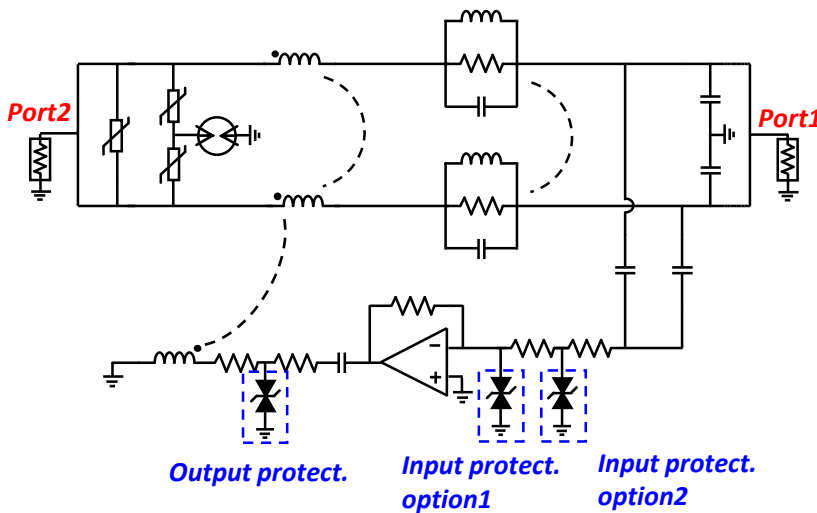 Port2
Port1
Output protect.
Input protect.
option1
Input protect.
option2